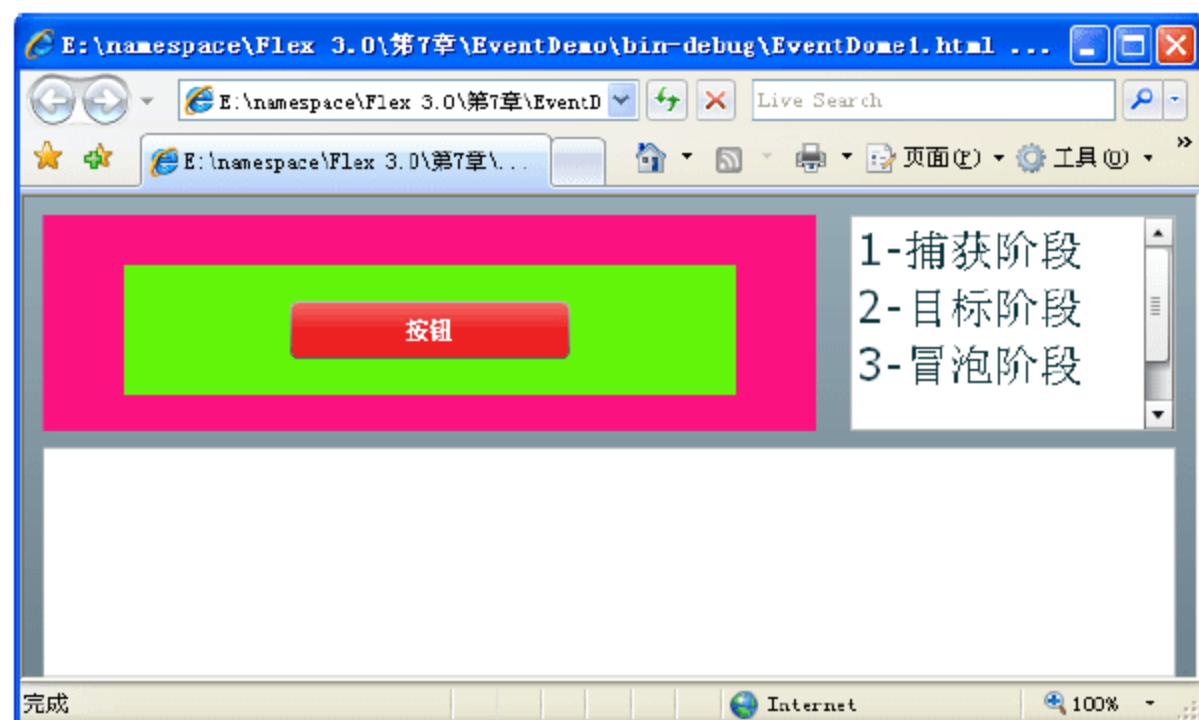 E:\namespace\Flex 3.0\第7章\EventDemo\bin-debug\EventDome1.html ...
E:\namespace\Flex 3.0\第7章\EventD
Live Search
E:\namespace\Flex 3.0\第7章\...
页面(P)
工具(O)
»
按钮
1-捕获阶段
2-目标阶段
3-冒泡阶段
完成
Internet
100%